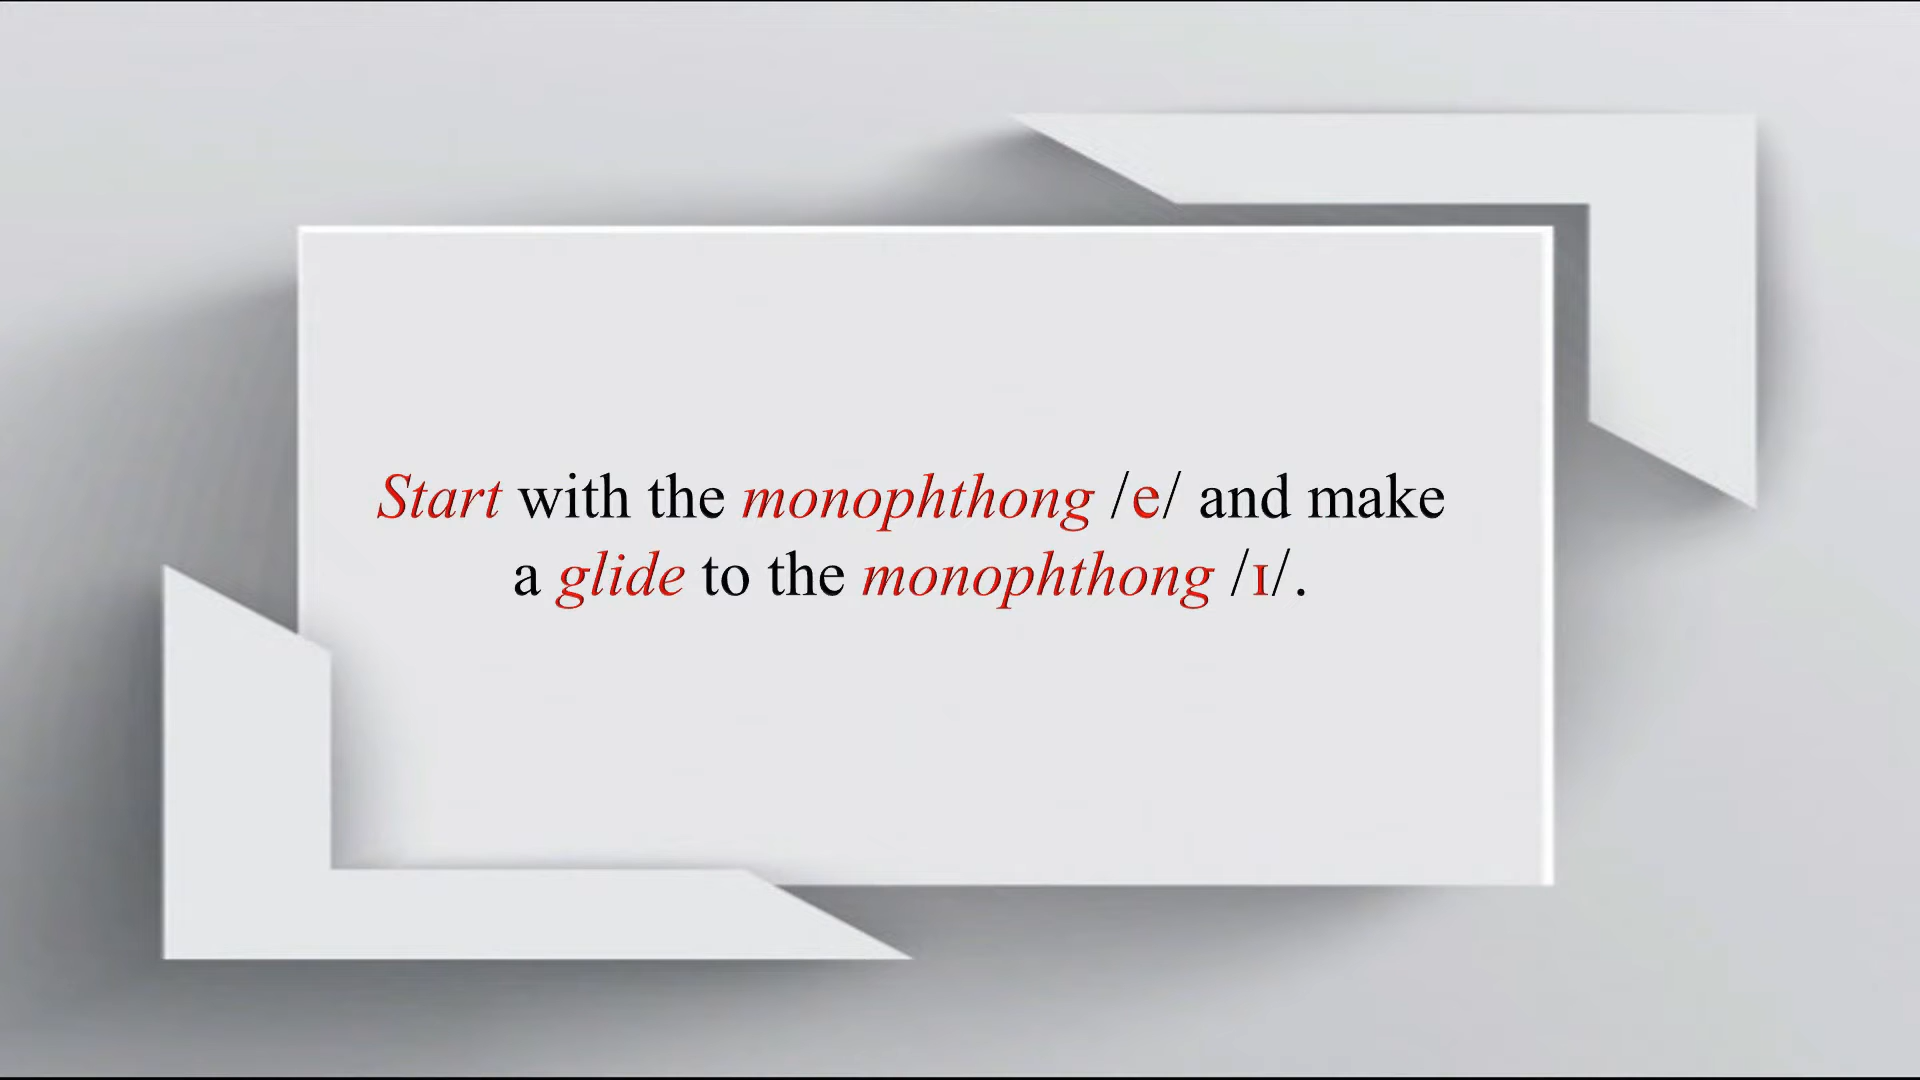 Start with the monophthong /e/ and make
a glide to the monophthong /ɪ/.